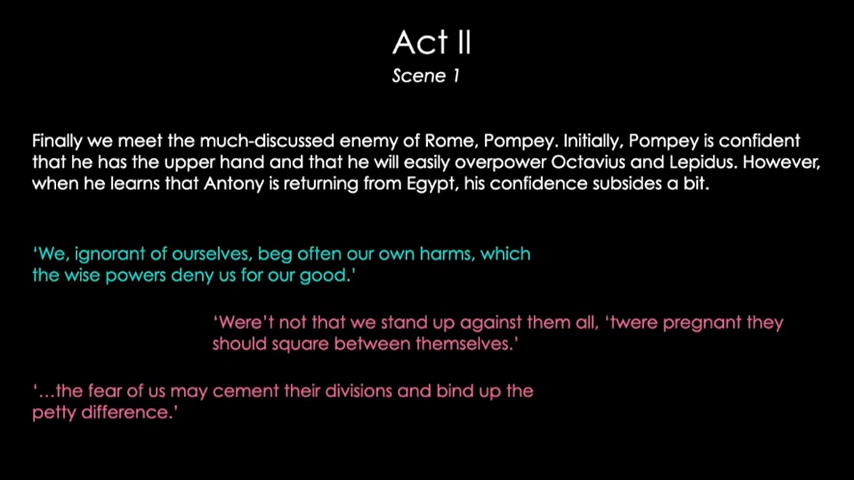 Act II
Scene 1
Finally we meet the much-discussed enemy of Rome, Pompey. Initially, Pompey is confident
that he has the upper hand and that he will easily overpower Octavius and Lepidus. However,
when he learns that Antony is returning from Egypt, his confidence subsides a bit.
‘We, ignorant of ourselves, beg often our own harms, which
the wise powers deny us for our good.’
‘Were’t not that we stand up against them all, ‘twere pregnant they
should square between themselves.’
‘…the fear of us may cement their divisions and bind up the
petty difference.’